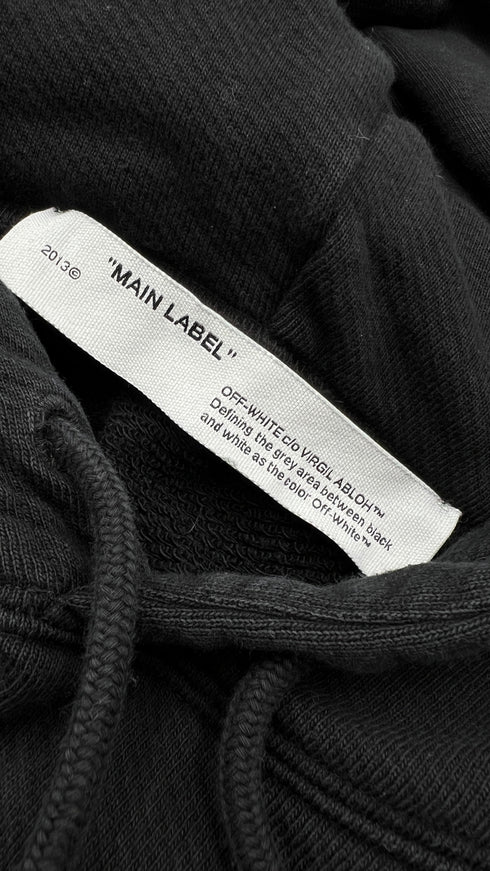 2013©
"MAIN LABEL"
OFF-WHITE c/o VIRGIL ABLOH™
Defining the grey area between black
and white as the color Off-White™